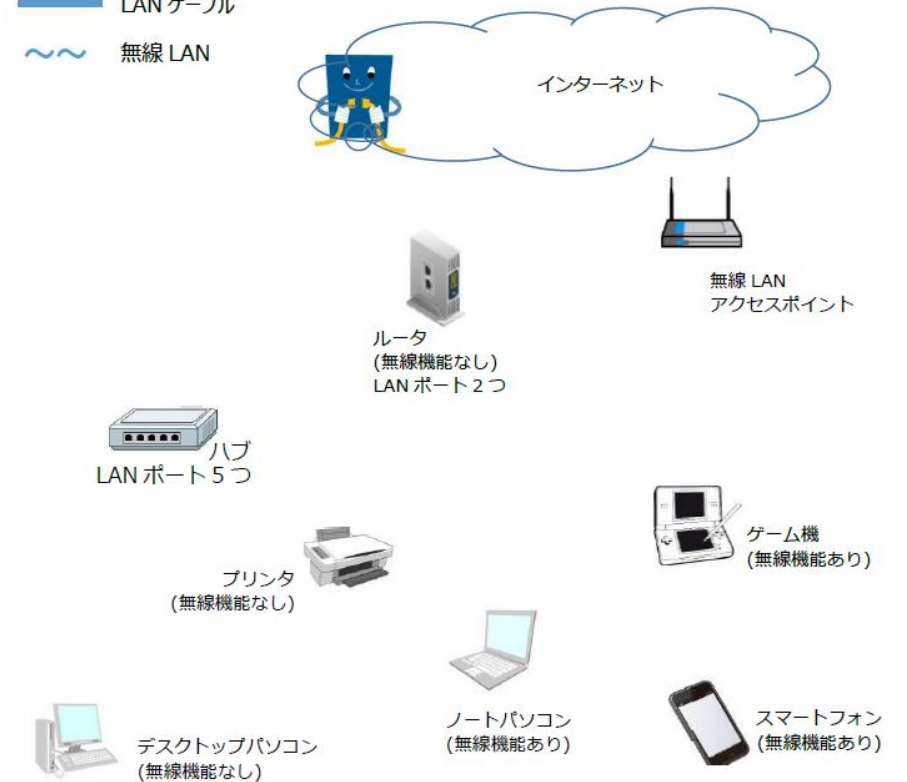 LAN ケーブル
無線 LAN
インターネット
無線 LAN
アクセスポイント
ルータ
(無線機能なし)
LAN ポート 2 つ
ハブ
LAN ポート 5 つ
ゲーム機
(無線機能あり)
プリンタ
(無線機能なし)
ノートパソコン
(無線機能あり)
スマートフォン
(無線機能あり)
デスクトップパソコン
(無線機能なし)